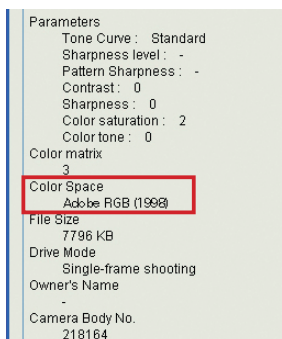 Parameters
Tone Curve : Standard
Sharpness level : -
Pattern Sharpness : -
Contrast : 0
Sharpness : 0
Color saturation : 2
Color tone : 0
Color matrix
3
Color Space
Adobe RGB (1998)
File Size
7796 KB
Drive Mode
Single-frame shooting
Owner's Name
-
Camera Body No.
218164